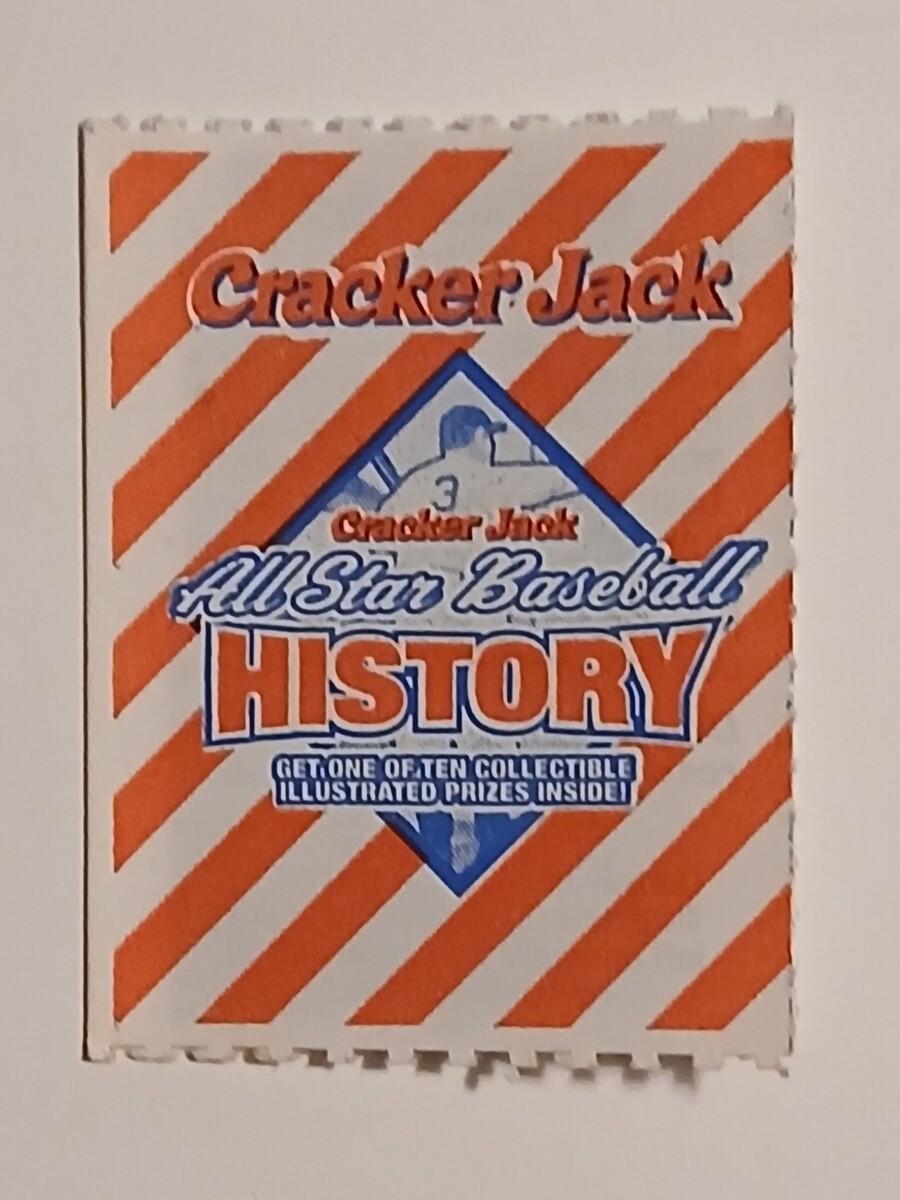 Cracker Jack
3
Cracker Jack
All Star Baseball
HISTORY
GET ONE OF TEN COLLECTIBLE
ILLUSTRATED PRIZES INSIDE!